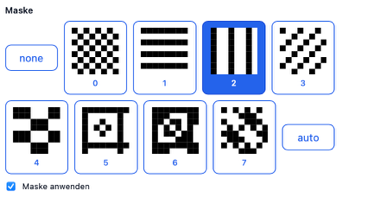 Maske
none
0 1 2 3
4 5 6 7
auto
Maske anwenden